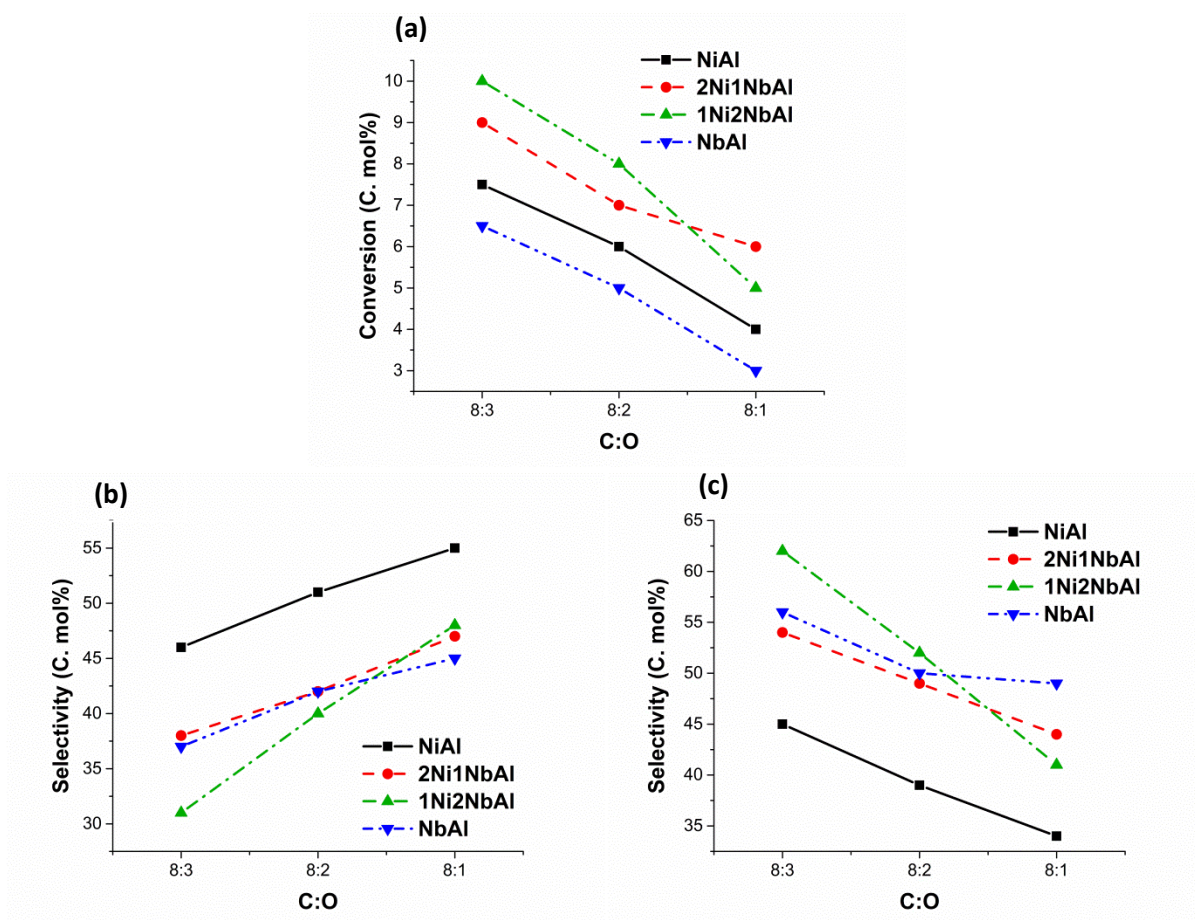 (a)
NiAl
2Ni1NbAl
1Ni2NbAl
NbAl
Conversion (C. mol%)
10
9
8
7
6
5
4
3
8:3 8:2 8:1
C:O
(b)
Selectivity (C. mol%)
55
50
45
40
35
30
NiAl
2Ni1NbAl
1Ni2NbAl
NbAl
8:3 8:2 8:1
C:O
(c)
NiAl
2Ni1NbAl
1Ni2NbAl
NbAl
Selectivity (C. mol%)
65
60
55
50
45
40
35
8:3 8:2 8:1
C:O